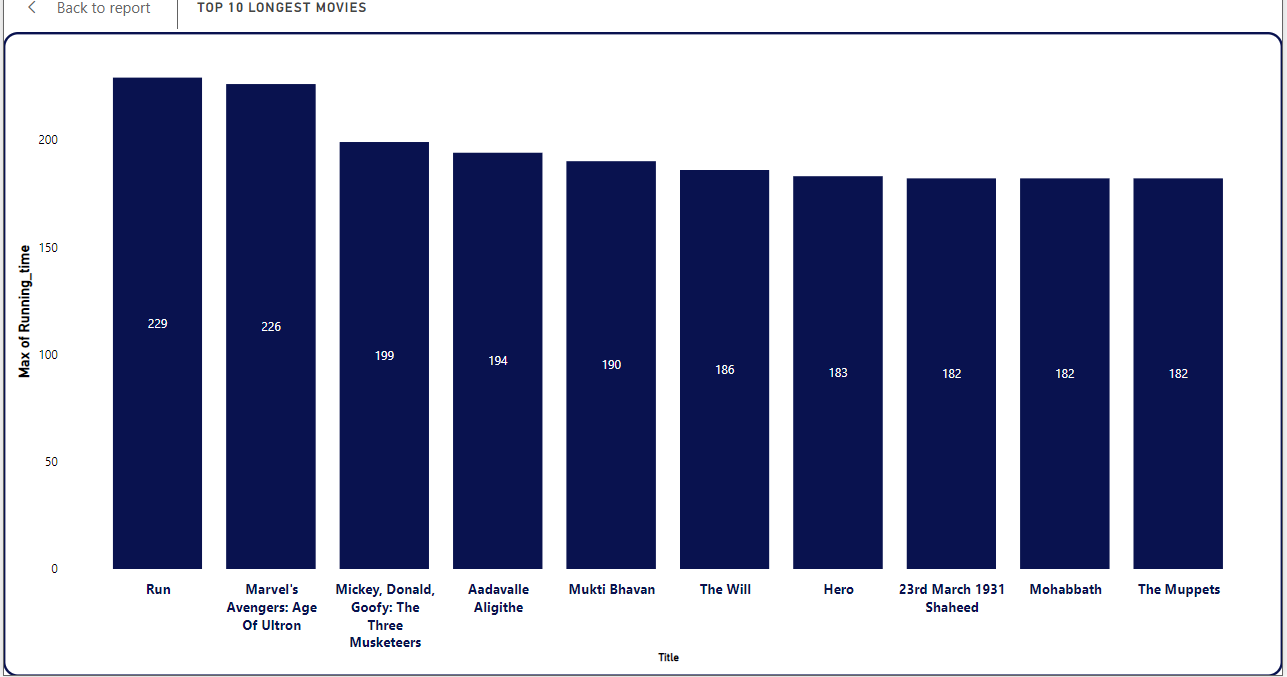 Back to report
TOP 10 LONGEST MOVIES
200
150
100
50
0
Max of Running_time
229
226
199
194
190
186
183
182
182
182
Run
Marvel's
Avengers: Age
Of Ultron
Mickey, Donald,
Goofy: The
Three
Musketeers
Aadavalle
Aligithe
Mukti Bhavan
The Will
Hero
23rd March 1931
Shaheed
Mohabbath
The Muppets
Title